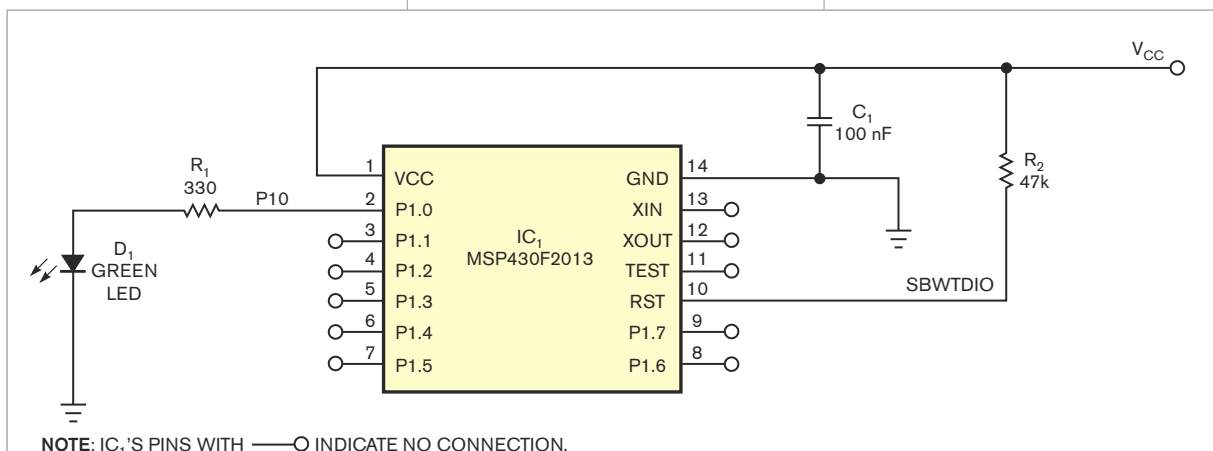 V_CC
C₁
100 nF
R₂
47k
R₁
330
P10
1
VCC
2
P1.0
3
P1.1
4
P1.2
5
P1.3
6
P1.4
7
P1.5
IC₁
MSP430F2013
14
GND
13
XIN
12
XOUT
11
TEST
10
RST
9
P1.7
8
P1.6
SBWTDIO
D₁
GREEN
LED
NOTE: IC₁'S PINS WITH INDICATE NO CONNECTION.